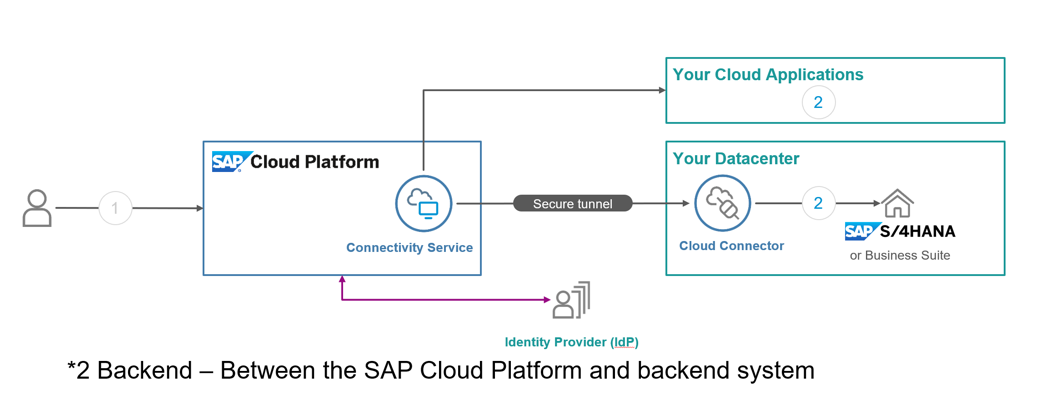 Your Cloud Applications
2
SAP Cloud Platform
Your Datacenter
1
Secure tunnel
2
SAP S/4HANA
Connectivity Service
Cloud Connector
or Business Suite
Identity Provider (IdP)
*2 Backend – Between the SAP Cloud Platform and backend system